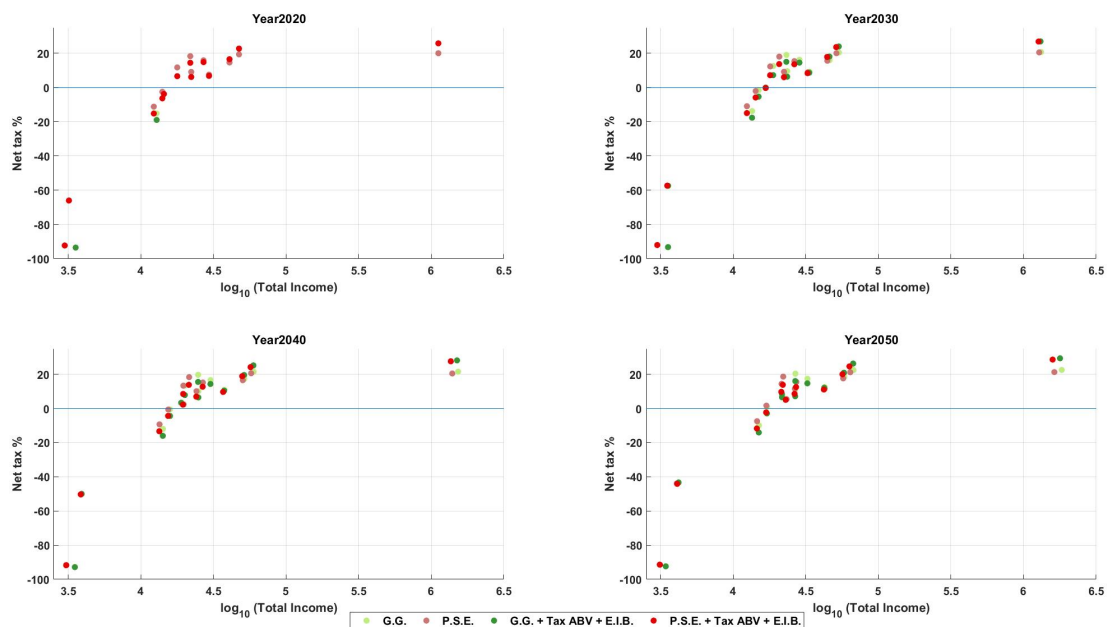 Year2020
20
0
-20
-40
-60
-80
-100
Net tax %
3.5 4 4.5 5 5.5 6 6.5
log10 (Total Income)
Year2030
20
0
-20
-40
-60
-80
-100
Net tax %
3.5 4 4.5 5 5.5 6 6.5
log10 (Total Income)
Year2040
20
0
-20
-40
-60
-80
-100
Net tax %
3.5 4 4.5 5 5.5 6 6.5
log10 (Total Income)
Year2050
20
0
-20
-40
-60
-80
-100
Net tax %
3.5 4 4.5 5 5.5 6 6.5
log10 (Total Income)
G.G. P.S.E. G.G. + Tax ABV + E.I.B. P.S.E. + Tax ABV + E.I.B.